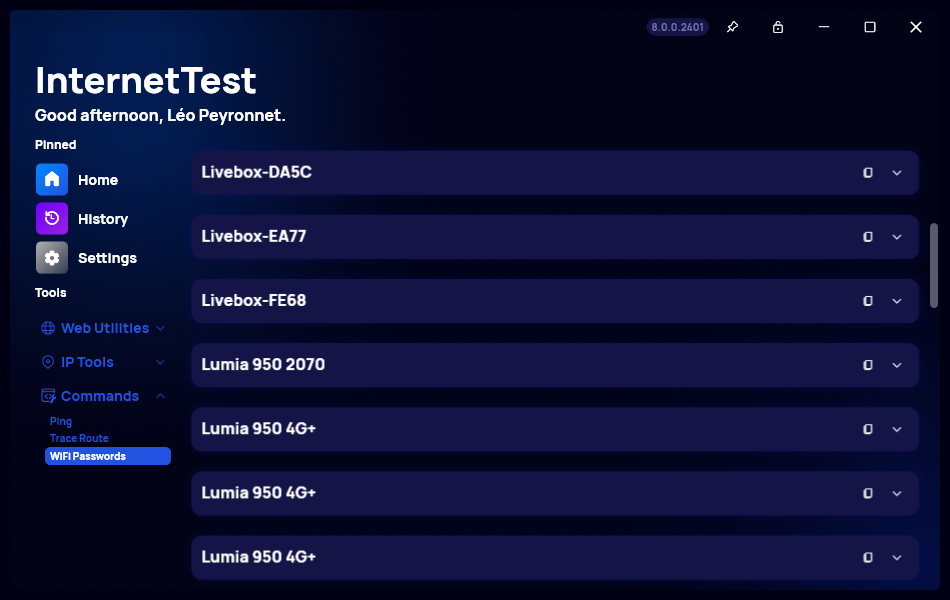 8.0.0.2401
InternetTest
Good afternoon, Léo Peyronnet.
Pinned
Home
History
Settings
Tools
Web Utilities
IP Tools
Commands
Ping
Trace Route
WiFi Passwords
Livebox-DA5C
Livebox-EA77
Livebox-FE68
Lumia 950 2070
Lumia 950 4G+
Lumia 950 4G+
Lumia 950 4G+